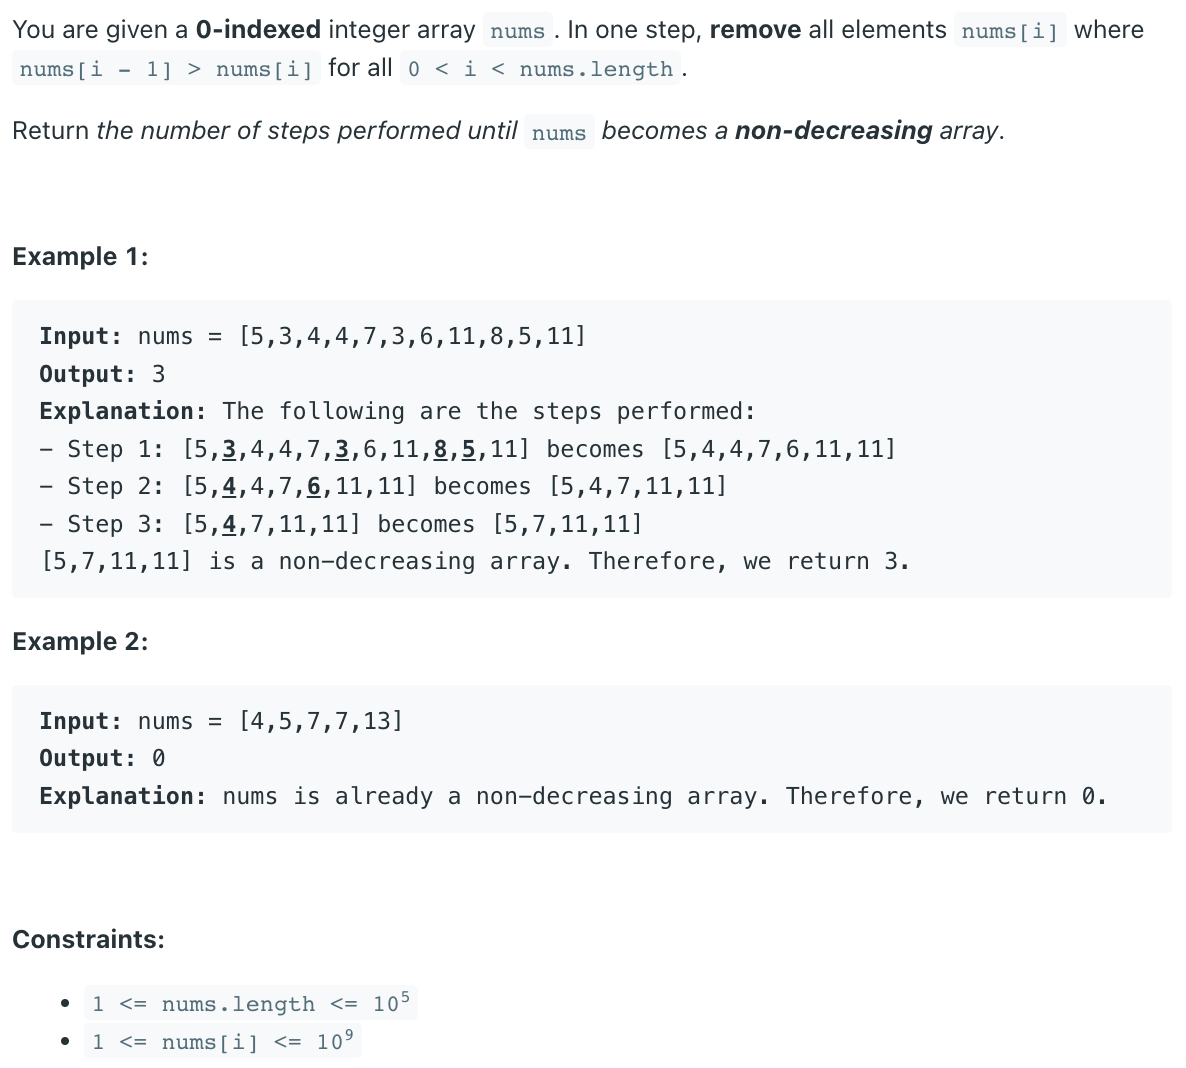 You are given a 0-indexed integer array nums . In one step, remove all elements nums[i] where
nums[i - 1] > nums[i] for all 0 < i < nums.length .
Return the number of steps performed until nums becomes a non-decreasing array.
Example 1:
Input: nums = [5,3,4,4,7,3,6,11,8,5,11]
Output: 3
Explanation: The following are the steps performed:
- Step 1: [5,3,4,4,7,3,6,11,8,5,11] becomes [5,4,4,7,6,11,11]
- Step 2: [5,4,4,7,6,11,11] becomes [5,4,7,11,11]
- Step 3: [5,4,7,11,11] becomes [5,7,11,11]
[5,7,11,11] is a non-decreasing array. Therefore, we return 3.
Example 2:
Input: nums = [4,5,7,7,13]
Output: 0
Explanation: nums is already a non-decreasing array. Therefore, we return 0.
Constraints:
• 1 <= nums.length <= 10⁵
• 1 <= nums[i] <= 10⁹